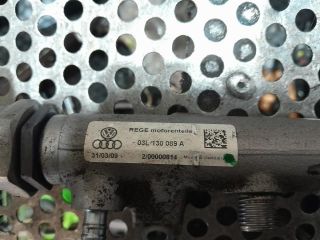 REGE motorenteile
03L 130 089 A
31/03/09
2/00000814